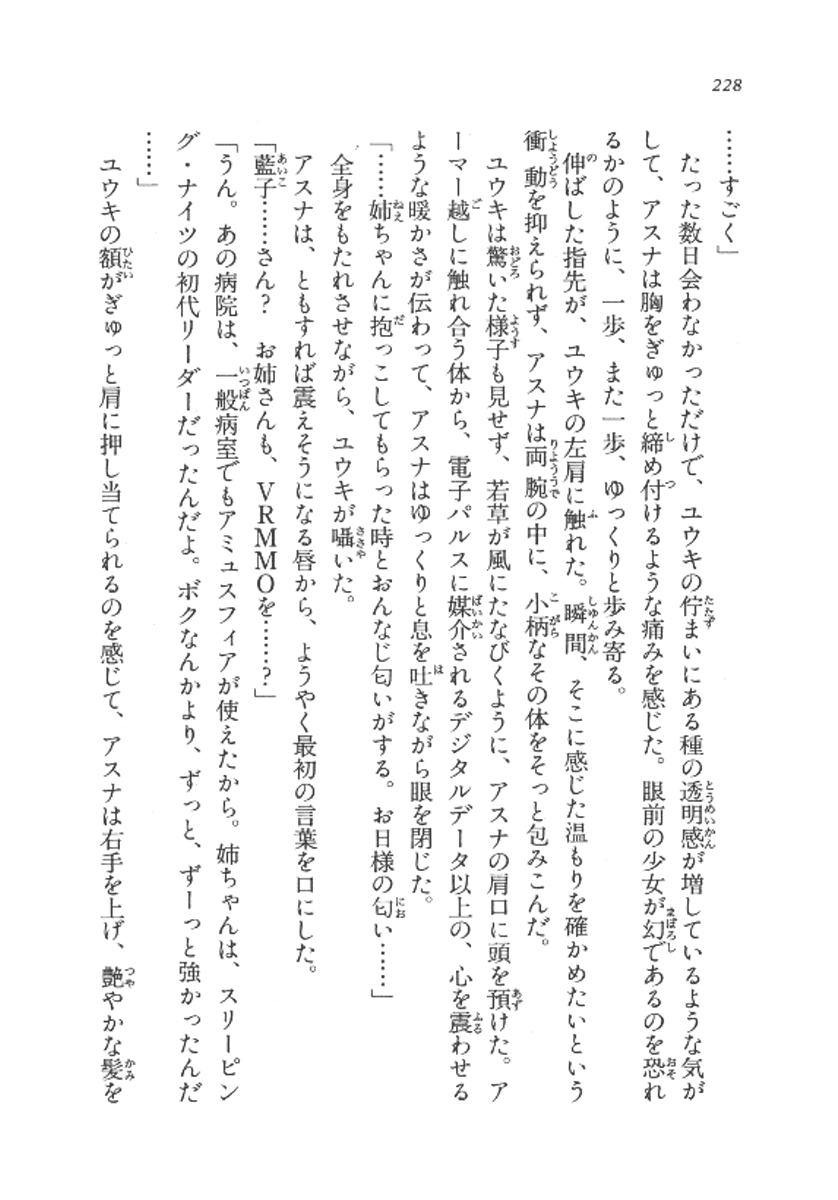 228
……すごく」
　たった数日会わなかっただけで、ユウキの佇まいにある種の透明感が増しているような気が
して、アスナは胸をぎゅっと締め付けるような痛みを感じた。眼前の少女が幻であるのを恐れ
るかのように、一歩、また一歩、ゆっくりと歩み寄る。
　伸ばした指先が、ユウキの左肩に触れた。瞬間、そこに感じた温もりを確かめたいという
衝動を抑えられず、アスナは両腕の中に、小柄なその体をそっと包みこんだ。
　ユウキは驚いた様子も見せず、若草が風にたなびくように、アスナの肩口に頭を預けた。ア
ーマー越しに触れ合う体から、電子パルスに媒介されるデジタルデータ以上の、心を震わせる
ような暖かさが伝わって、アスナはゆっくりと息を吐きながら眼を閉じた。
「……姉ちゃんに抱っこしてもらった時とおんなじ匂いがする。お日様の匂い……」
　全身をもたれさせながら、ユウキが囁いた。
　アスナは、ともすれば震えそうになる唇から、ようやく最初の言葉を口にした。
「藍子……さん？　お姉さんも、ＶＲＭＭＯを……？」
「うん。あの病院は、一般病室でもアミュスフィアが使えたから。姉ちゃんは、スリーピン
グ・ナイツの初代リーダーだったんだよ。ボクなんかより、ずっと、ずーっと強かったんだ
……」
　ユウキの額がぎゅっと肩に押し当てられるのを感じて、アスナは右手を上げ、艶やかな髪を